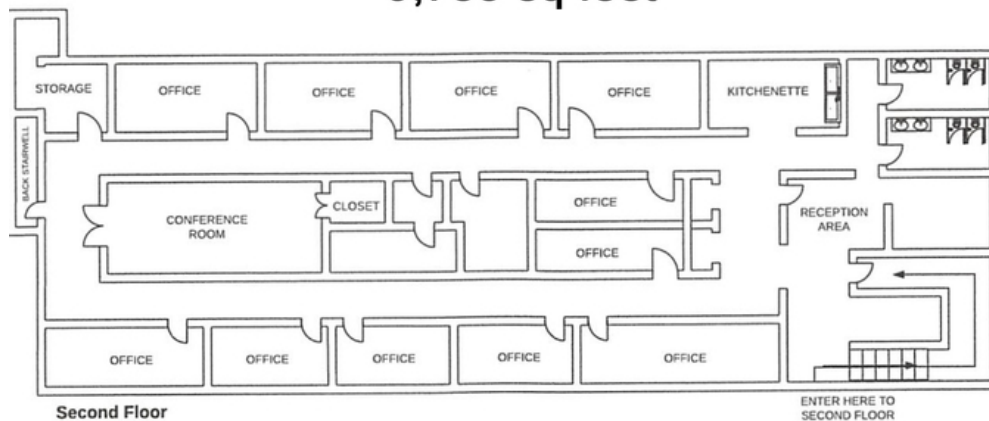 STORAGE
OFFICE
OFFICE
OFFICE
OFFICE
KITCHENETTE
BACK STAIRWELL
CONFERENCE
ROOM
CLOSET
OFFICE
OFFICE
RECEPTION
AREA
OFFICE
OFFICE
OFFICE
OFFICE
OFFICE
Second Floor
ENTER HERE TO
SECOND FLOOR